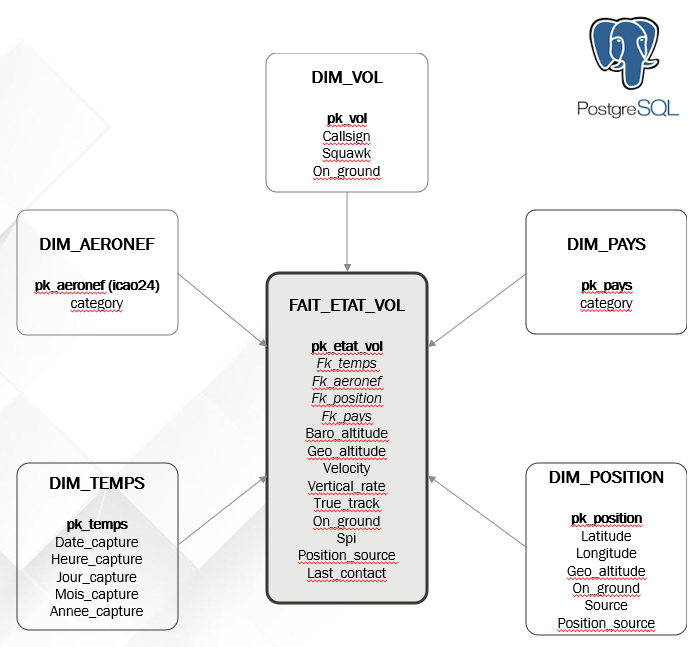 PostgreSQL
DIM_VOL
pk_vol
Callsign
Squawk
On_ground
DIM_AERONEF
pk_aeronef (icao24)
category
DIM_PAYS
pk_pays
category
FAIT_ETAT_VOL
pk_etat_vol
Fk_temps
Fk_aeronef
Fk_position
Fk_pays
Baro_altitude
Geo_altitude
Velocity
Vertical_rate
True_track
On_ground
Spi
Position_source
Last_contact
DIM_TEMPS
pk_temps
Date_capture
Heure_capture
Jour_capture
Mois_capture
Annee_capture
DIM_POSITION
pk_position
Latitude
Longitude
Geo_altitude
On_ground
Source
Position_source